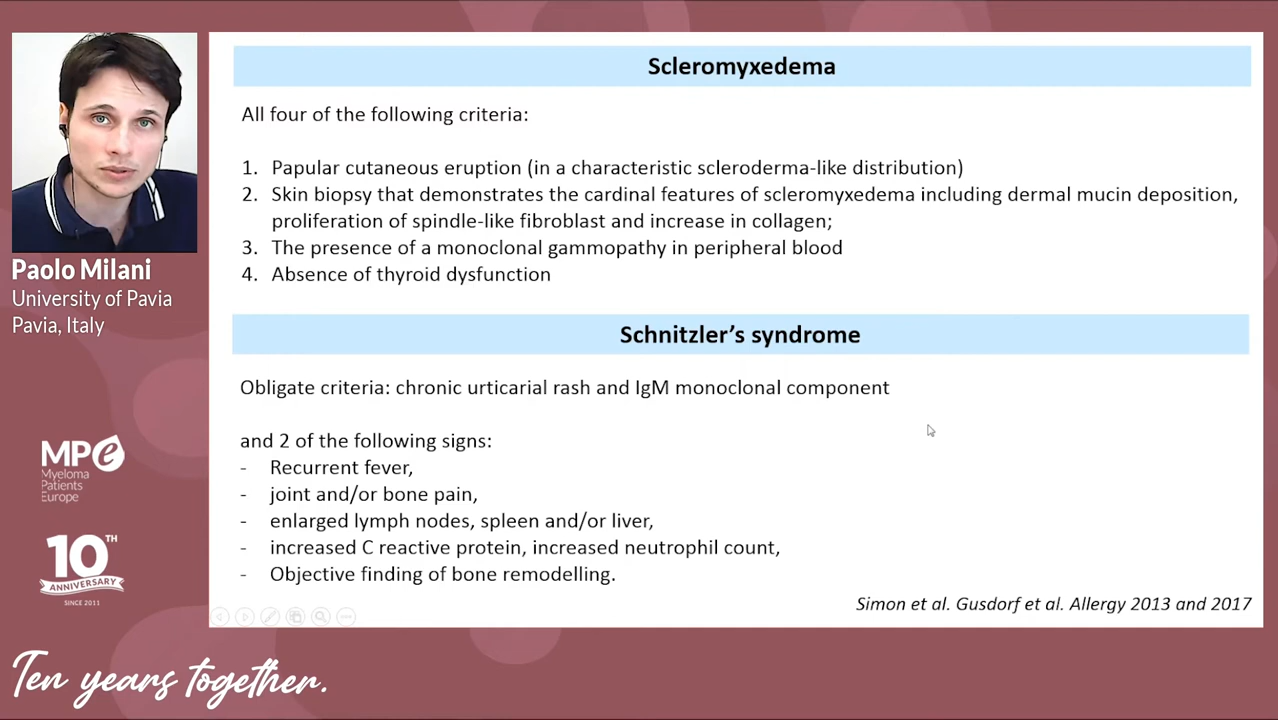 Scleromyxedema
All four of the following criteria:
1. Papular cutaneous eruption (in a characteristic scleroderma-like distribution)
2. Skin biopsy that demonstrates the cardinal features of scleromyxedema including dermal mucin deposition,
proliferation of spindle-like fibroblast and increase in collagen;
3. The presence of a monoclonal gammopathy in peripheral blood
4. Absence of thyroid dysfunction
Schnitzler's syndrome
Obligate criteria: chronic urticarial rash and IgM monoclonal component
and 2 of the following signs:
- Recurrent fever,
- joint and/or bone pain,
- enlarged lymph nodes, spleen and/or liver,
- increased C reactive protein, increased neutrophil count,
- Objective finding of bone remodelling.
Simon et al. Gusdorf et al. Allergy 2013 and 2017
Paolo Milani
University of Pavia
Pavia, Italy
MPe
Myeloma
Patients
Europe
10TH
ANNIVERSARY
SINCE 2011
Ten years together.